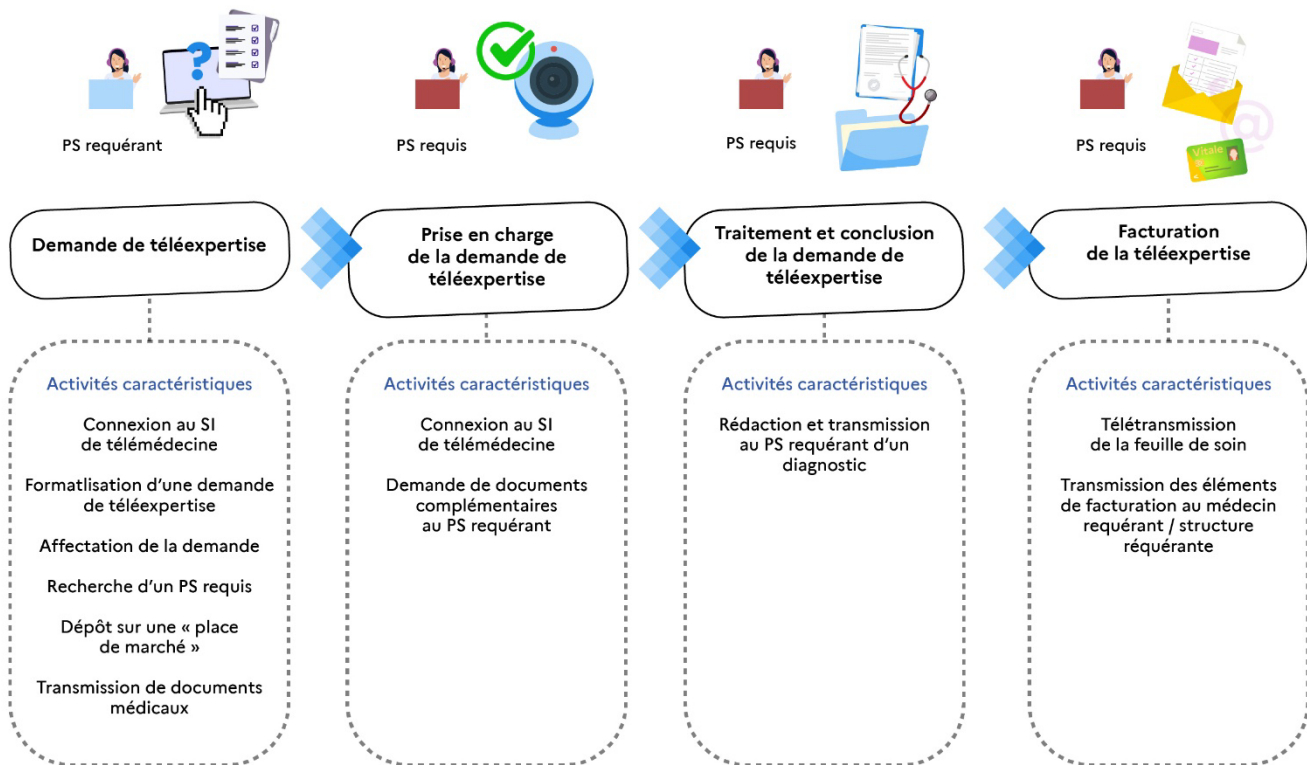 PS requérant
PS requis
PS requis
PS requis
Vitale
@
?
Demande de téléexpertise
Prise en charge
de la demande de
téléexpertise
Traitement et conclusion
de la demande de
téléexpertise
Facturation
de la téléexpertise
Activités caractéristiques
Connexion au SI
de télémédecine
Formatlisation d'une demande
de téléexpertise
Affectation de la demande
Recherche d'un PS requis
Dépôt sur une « place
de marché »
Transmission de documents
médicaux
Activités caractéristiques
Connexion au SI
de télémédecine
Demande de documents
complémentaires
au PS requérant
Activités caractéristiques
Rédaction et transmission
au PS requérant d'un
diagnostic
Activités caractéristiques
Télétransmission
de la feuille de soin
Transmission des éléments
de facturation au médecin
requérant / structure
réquérante